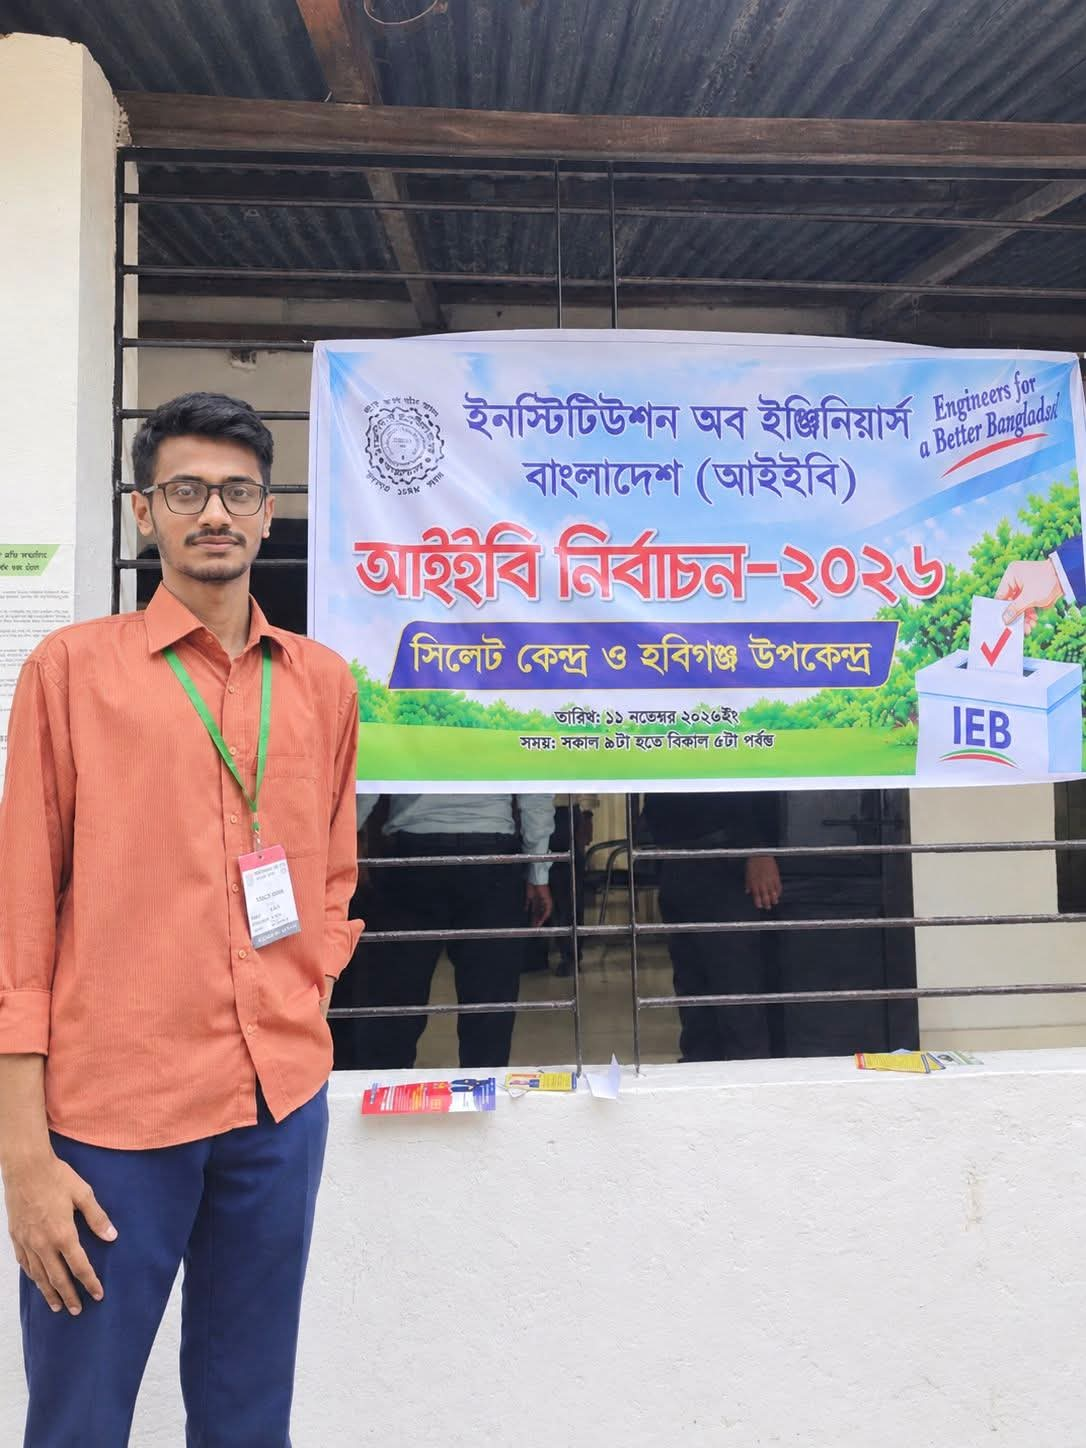 ইনস্টিটিউশন অব ইঞ্জিনিয়ার্স
বাংলাদেশ (আইইবি)
Engineers for
a Better Bangladesh
আইইবি নির্বাচন-২০২৬
সিলেট কেন্দ্র ও হবিগঞ্জ উপকেন্দ্র
তারিখ: ১১ নভেম্বর ২০২৬ইং
সময়: সকাল ৯টা হতে বিকাল ৫টা পর্যন্ত
IEB